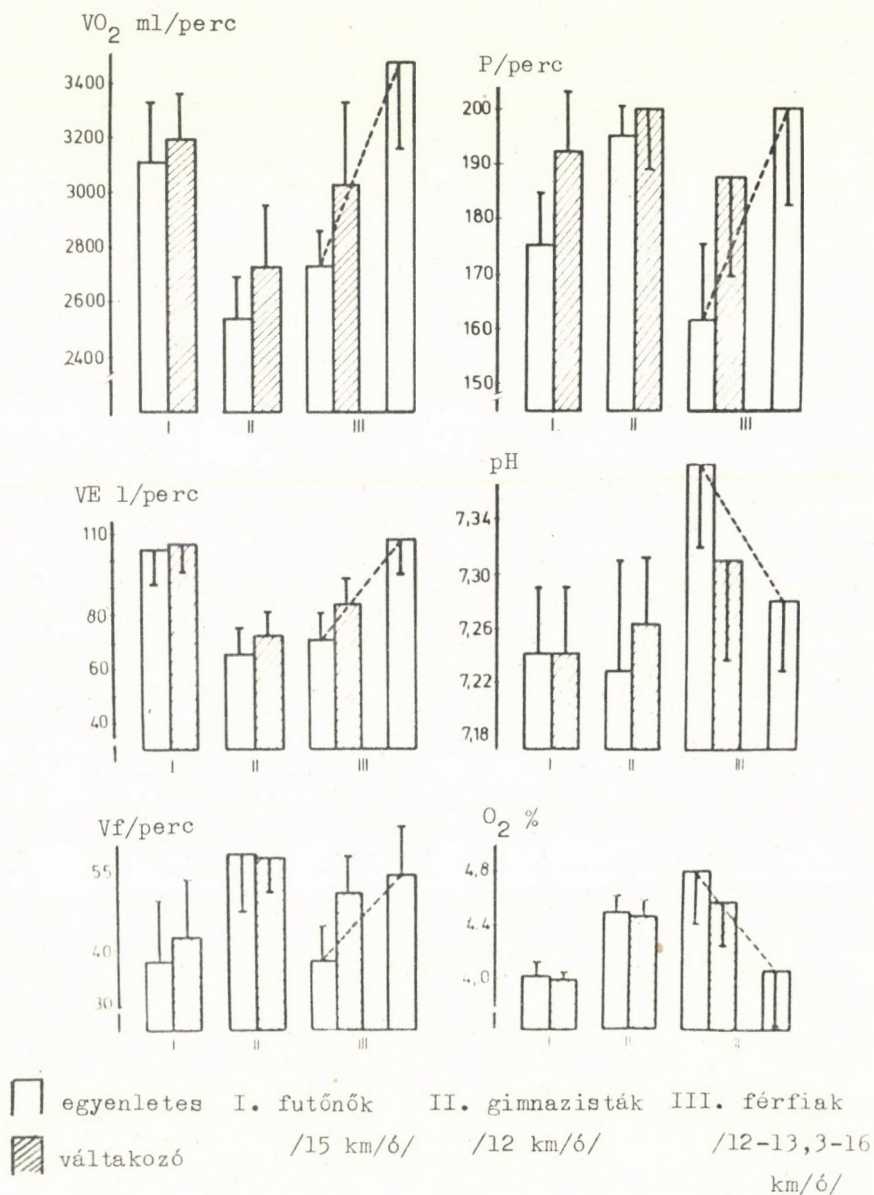 VO2 ml/perc
3400
3200
3000
2800
2600
2400
I II III
P/perc
200
190
180
170
160
150
I II III
VE l/perc
110
80
60
40
I II III
pH
7,34
7,30
7,26
7,22
7,18
I II III
Vf/perc
55
40
30
I II III
O2 %
4,8
4,4
4,0
I II
egyenletes I. futőnők II. gimnazisták III. férfiak
/15 km/ó/ /12 km/ó/ /12-13,3-16
váltakozó
km/ó/